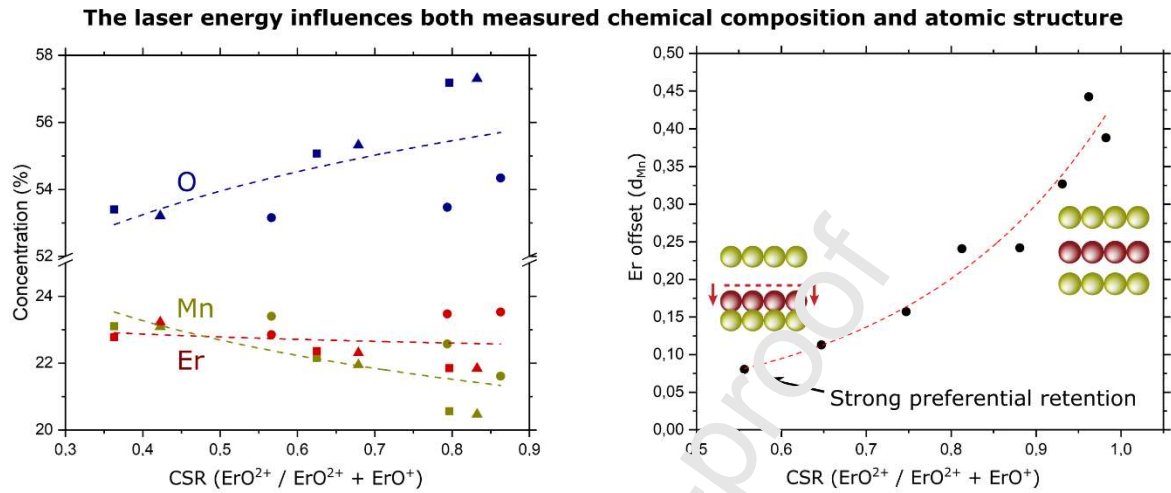 The laser energy influences both measured chemical composition and atomic structure
58
56
54
52
24
22
20
Concentration (%)
O
Mn
Er
0.3 0.4 0.5 0.6 0.7 0.8 0.9
CSR (ErO²⁺ / ErO²⁺ + ErO⁺)
0,50
0,45
0,40
0,35
0,30
0,25
0,20
0,15
0,10
0,05
0,00
Er offset (dMn)
Strong preferential retention
0,6 0,7 0,8 0,9 1,0
CSR (ErO²⁺ / ErO²⁺ + ErO⁺)
proof